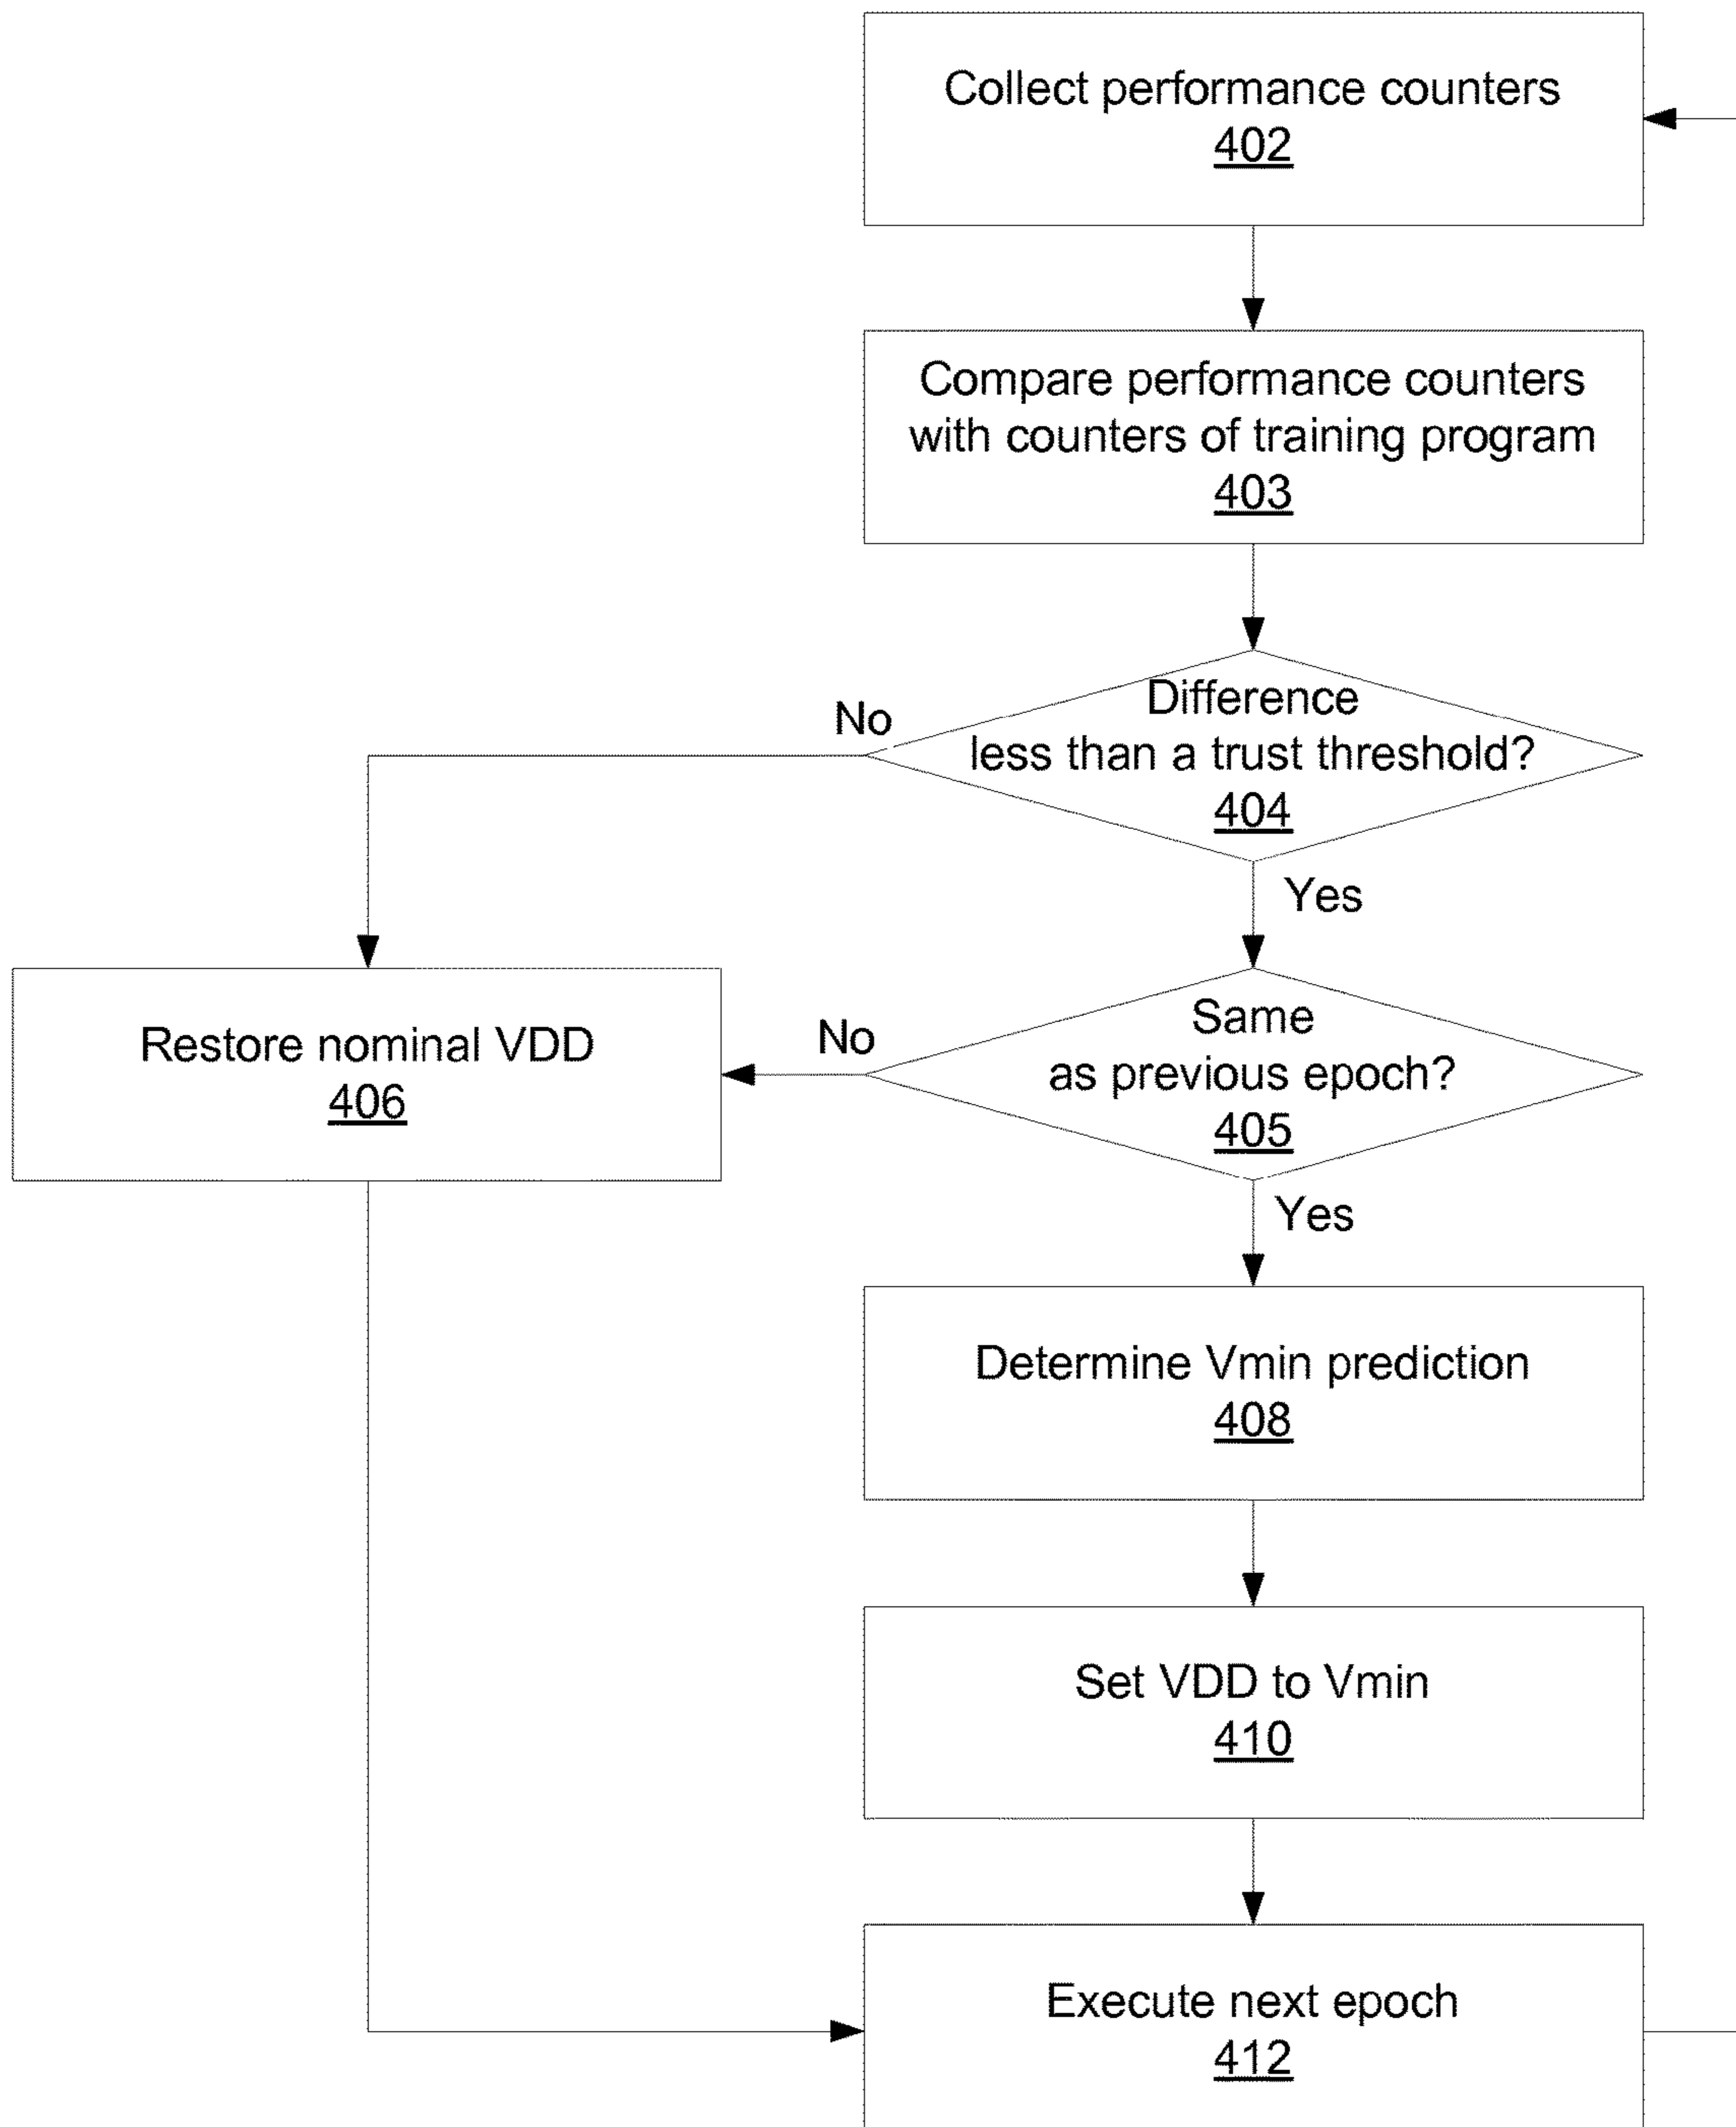 Collect performance counters
402
Compare performance counters
with counters of training program
403
Difference
less than a trust threshold?
404
No
Yes
Same
as previous epoch?
405
No
Restore nominal VDD
406
Yes
Determine Vmin prediction
408
Set VDD to Vmin
410
Execute next epoch
412